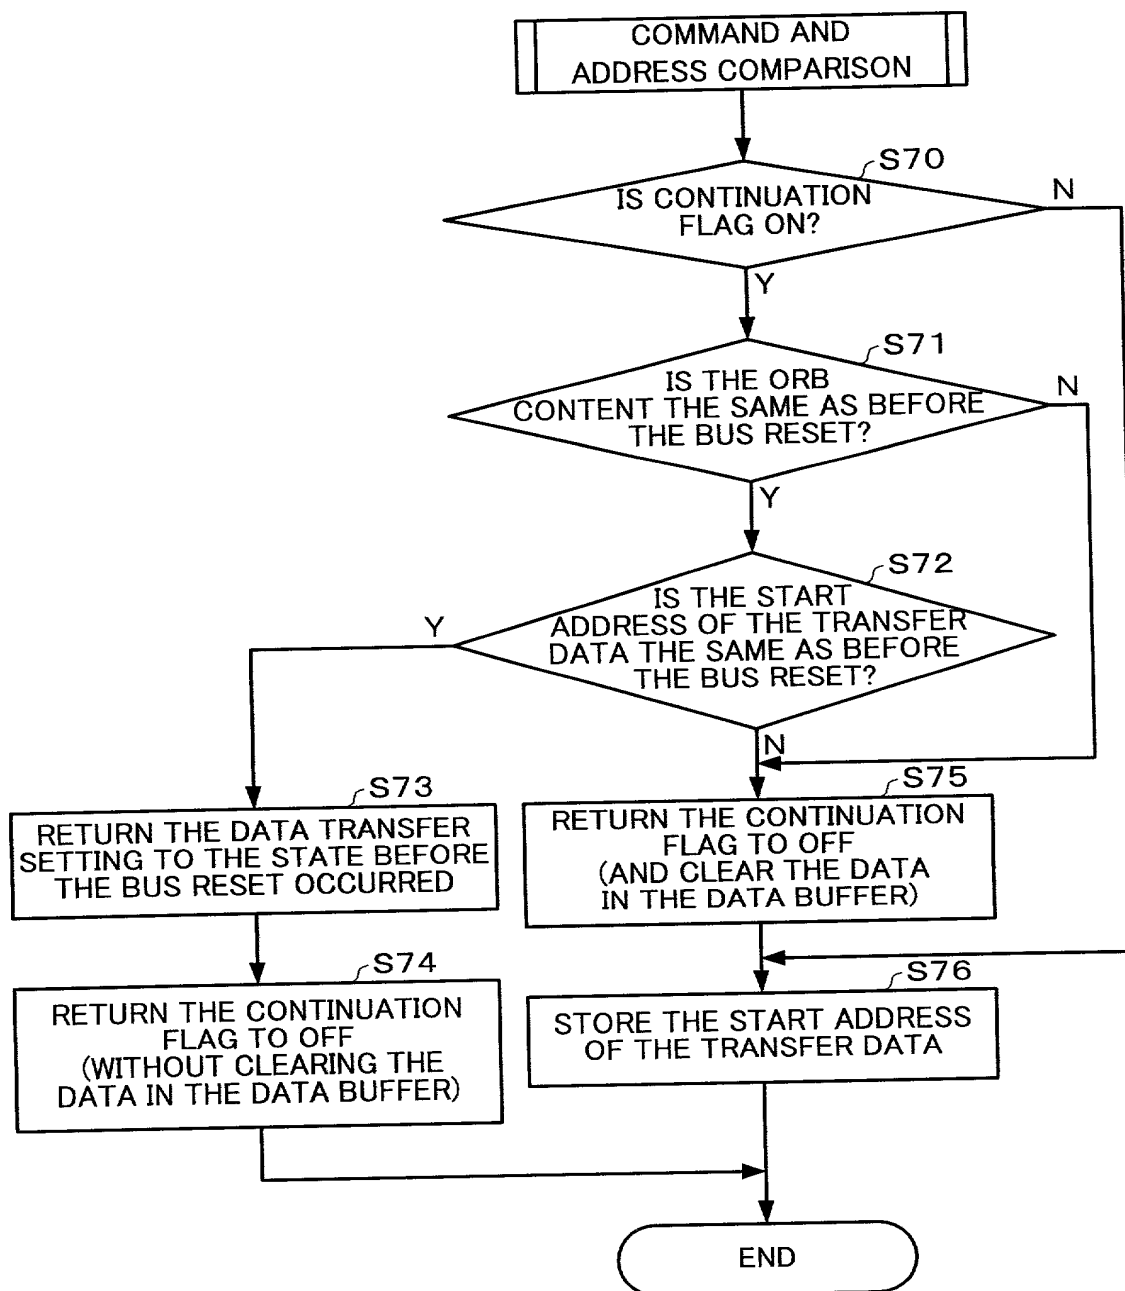 COMMAND AND
ADDRESS COMPARISON
S70
IS CONTINUATION
FLAG ON?
N
Y
S71
IS THE ORB
CONTENT THE SAME AS BEFORE
THE BUS RESET?
N
Y
S72
IS THE START
ADDRESS OF THE TRANSFER
DATA THE SAME AS BEFORE
THE BUS RESET?
Y
N
S73
RETURN THE DATA TRANSFER
SETTING TO THE STATE BEFORE
THE BUS RESET OCCURRED
S75
RETURN THE CONTINUATION
FLAG TO OFF
(AND CLEAR THE DATA
IN THE DATA BUFFER)
S74
RETURN THE CONTINUATION
FLAG TO OFF
(WITHOUT CLEARING THE
DATA IN THE DATA BUFFER)
S76
STORE THE START ADDRESS
OF THE TRANSFER DATA
END